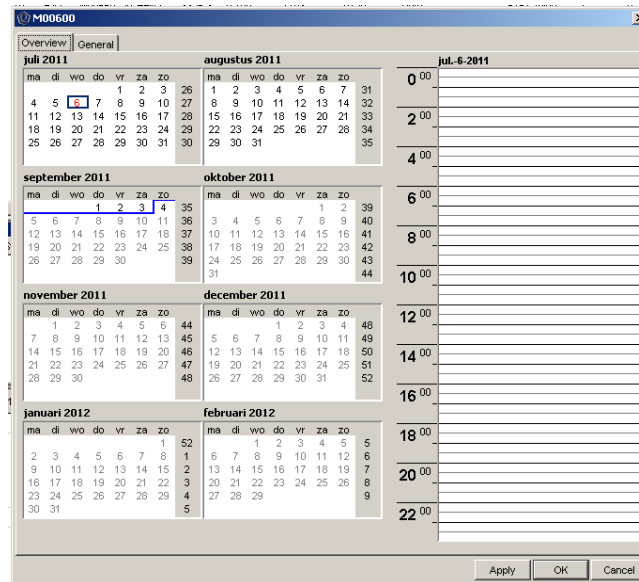 M00600
Overview General
juli 2011
ma di wo do vr za zo
1 2 3 26
4 5 6 7 8 9 10 27
11 12 13 14 15 16 17 28
18 19 20 21 22 23 24 29
25 26 27 28 29 30 31 30
augustus 2011
ma di wo do vr za zo
1 2 3 4 5 6 7 31
8 9 10 11 12 13 14 32
15 16 17 18 19 20 21 33
22 23 24 25 26 27 28 34
29 30 31 35
september 2011
ma di wo do vr za zo
1 2 3 4 35
5 6 7 8 9 10 11 36
12 13 14 15 16 17 18 37
19 20 21 22 23 24 25 38
26 27 28 29 30 39
oktober 2011
ma di wo do vr za zo
1 2 39
3 4 5 6 7 8 9 40
10 11 12 13 14 15 16 41
17 18 19 20 21 22 23 42
24 25 26 27 28 29 30 43
31 44
november 2011
ma di wo do vr za zo
1 2 3 4 5 6 44
7 8 9 10 11 12 13 45
14 15 16 17 18 19 20 46
21 22 23 24 25 26 27 47
28 29 30 48
december 2011
ma di wo do vr za zo
1 2 3 4 48
5 6 7 8 9 10 11 49
12 13 14 15 16 17 18 50
19 20 21 22 23 24 25 51
26 27 28 29 30 31 52
januari 2012
ma di wo do vr za zo
1 52
2 3 4 5 6 7 8 1
9 10 11 12 13 14 15 2
16 17 18 19 20 21 22 3
23 24 25 26 27 28 29 4
30 31 5
februari 2012
ma di wo do vr za zo
1 2 3 4 5 5
6 7 8 9 10 11 12 6
13 14 15 16 17 18 19 7
20 21 22 23 24 25 26 8
27 28 29 9
jul.-6-2011
0 00
2 00
4 00
6 00
8 00
10 00
12 00
14 00
16 00
18 00
20 00
22 00
Apply OK Cancel